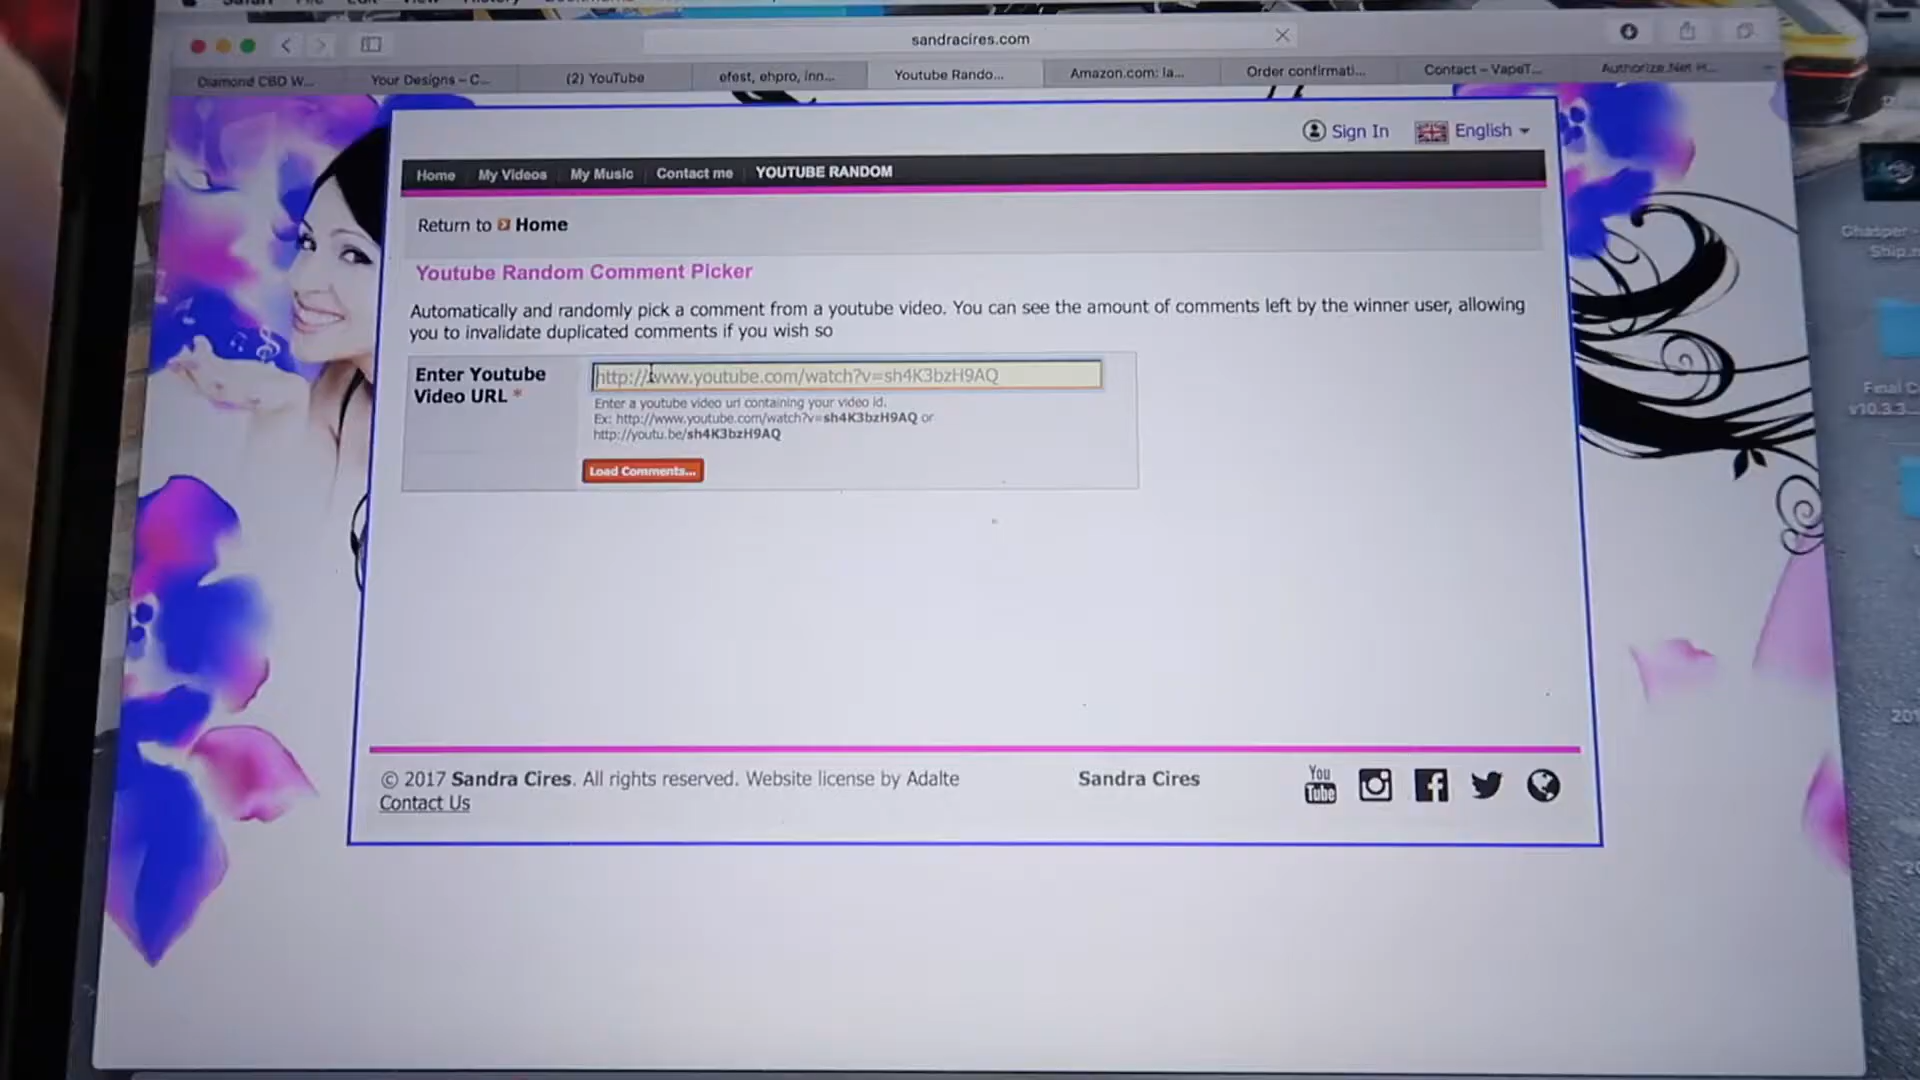 sandracires.com
Diamond CBD W...
Your Designs – C...
(2) YouTube
efest, ehpro, inn...
Youtube Rando...
Amazon.com: la...
Order confirmati...
Contact – VapeT...
Authorize.Net
Sign In
English
Home
My Videos
My Music
Contact me
YOUTUBE RANDOM
Return to Home
Youtube Random Comment Picker
Automatically and randomly pick a comment from a youtube video. You can see the amount of comments left by the winner user, allowing
you to invalidate duplicated comments if you wish so
Enter Youtube
Video URL *
http://www.youtube.com/watch?v=sh4K3bzH9AQ
Enter a youtube video url containing your video id.
Ex: http://www.youtube.com/watch?v=sh4K3bzH9AQ or
http://youtu.be/sh4K3bzH9AQ
Load Comments...
© 2017 Sandra Cires. All rights reserved. Website license by Adalte
Contact Us
Sandra Cires
You
Tube
Final C
v10.3.3...